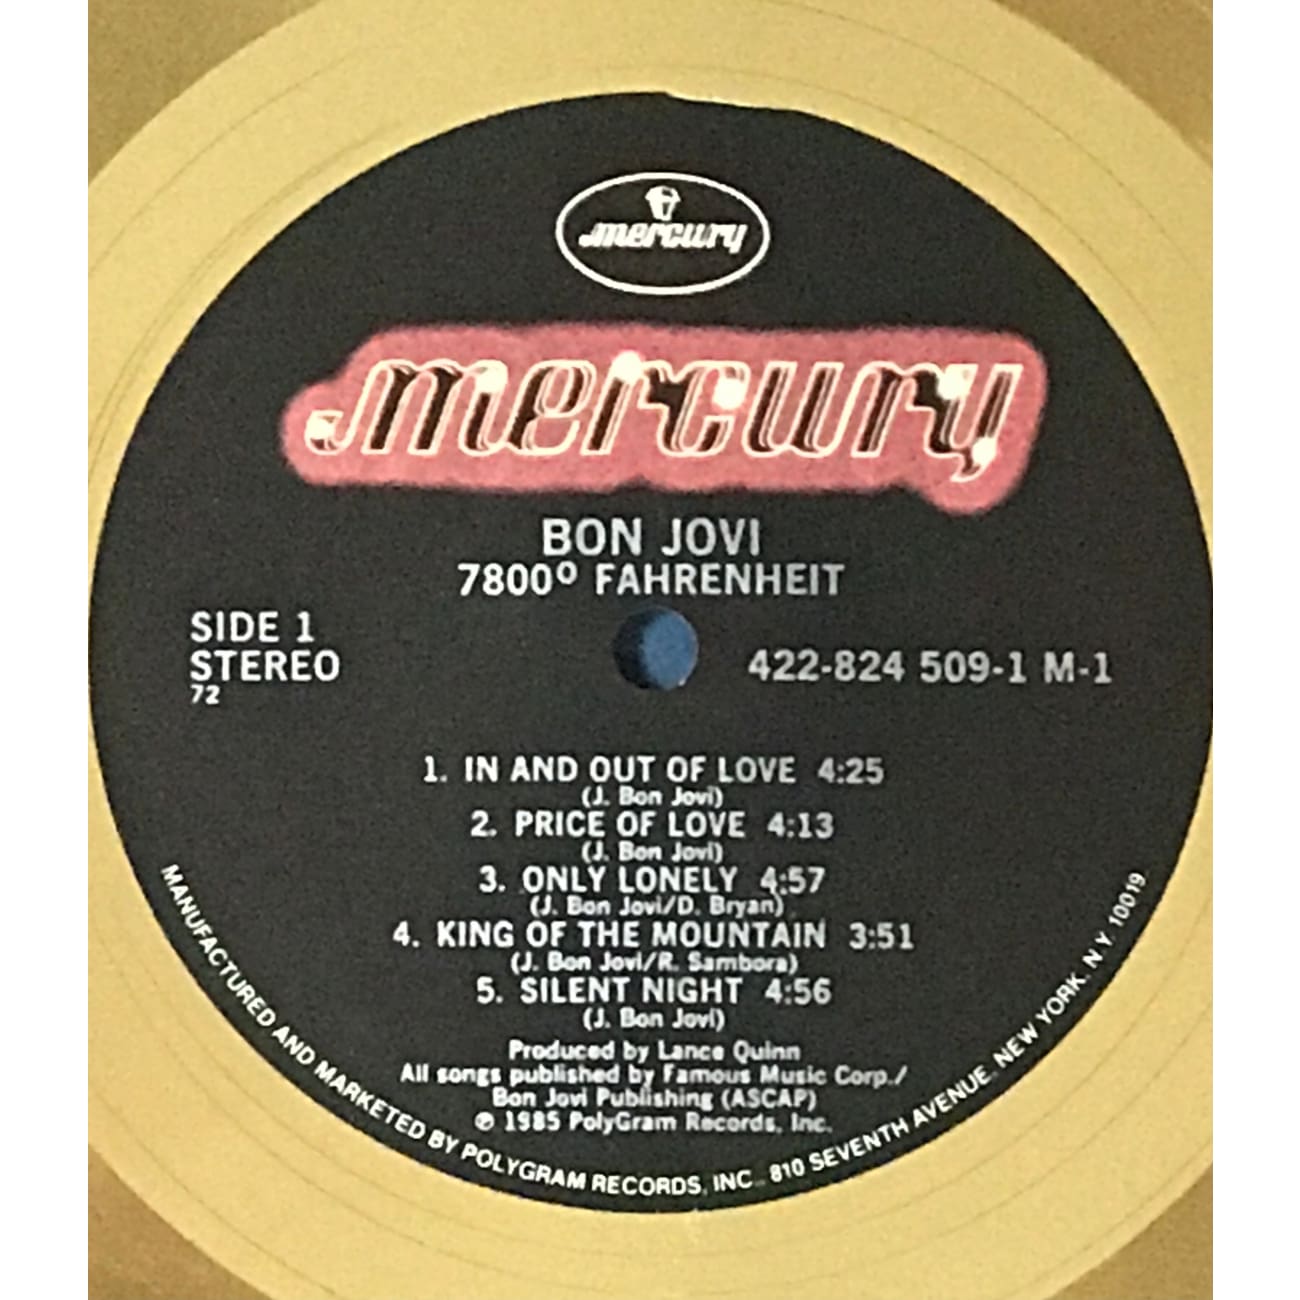 mercury
mercury
BON JOVI
7800º FAHRENHEIT
SIDE 1
STEREO
72
422-824 509-1 M-1
1. IN AND OUT OF LOVE 4:25
(J. Bon Jovi)
2. PRICE OF LOVE 4:13
(J. Bon Jovi)
3. ONLY LONELY 4:57
(J. Bon Jovi/D. Bryan)
4. KING OF THE MOUNTAIN 3:51
(J. Bon Jovi/R. Sambora)
5. SILENT NIGHT 4:56
(J. Bon Jovi)
Produced by Lance Quinn
All songs published by Famous Music Corp./
Bon Jovi Publishing (ASCAP)
℗ 1985 PolyGram Records, Inc.
MANUFACTURED AND MARKETED BY POLYGRAM RECORDS, INC., 810 SEVENTH AVENUE, NEW YORK, N.Y. 10019